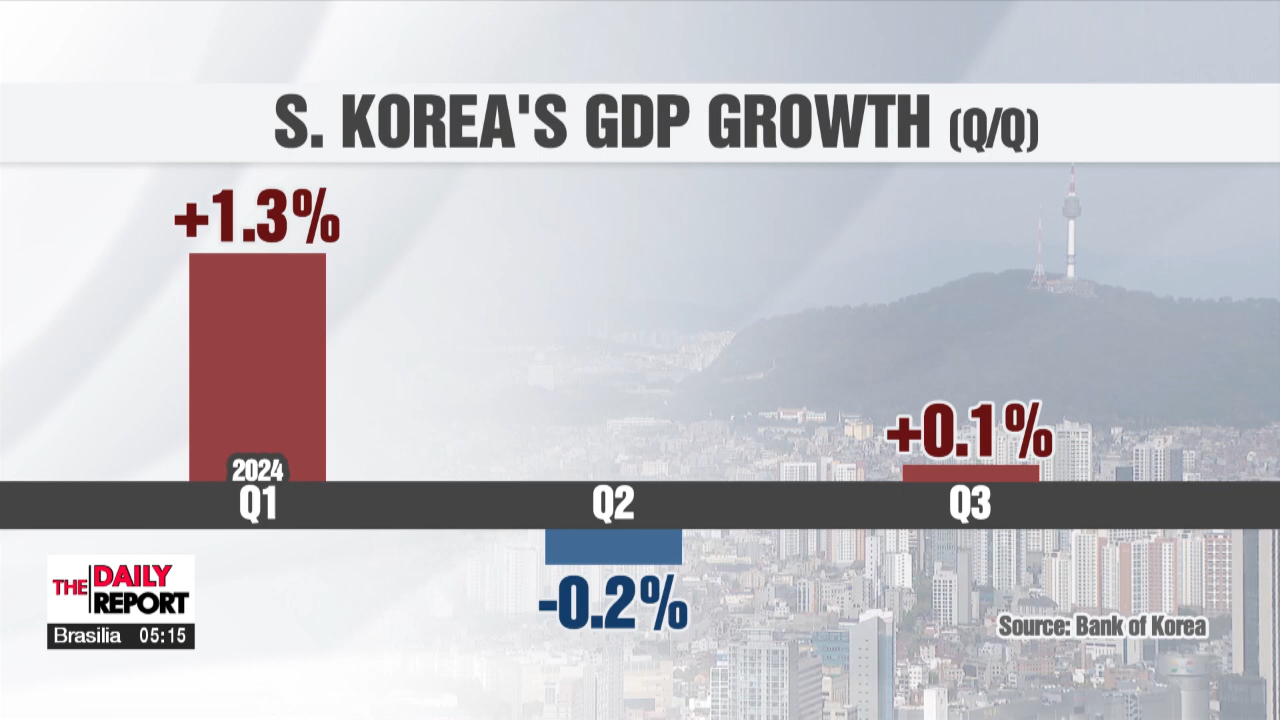 S. KOREA'S GDP GROWTH (Q/Q)
+1.3%
+0.1%
2024
Q1
Q2
Q3
-0.2%
THE DAILY
REPORT
Brasilia 05:15
Source: Bank of Korea